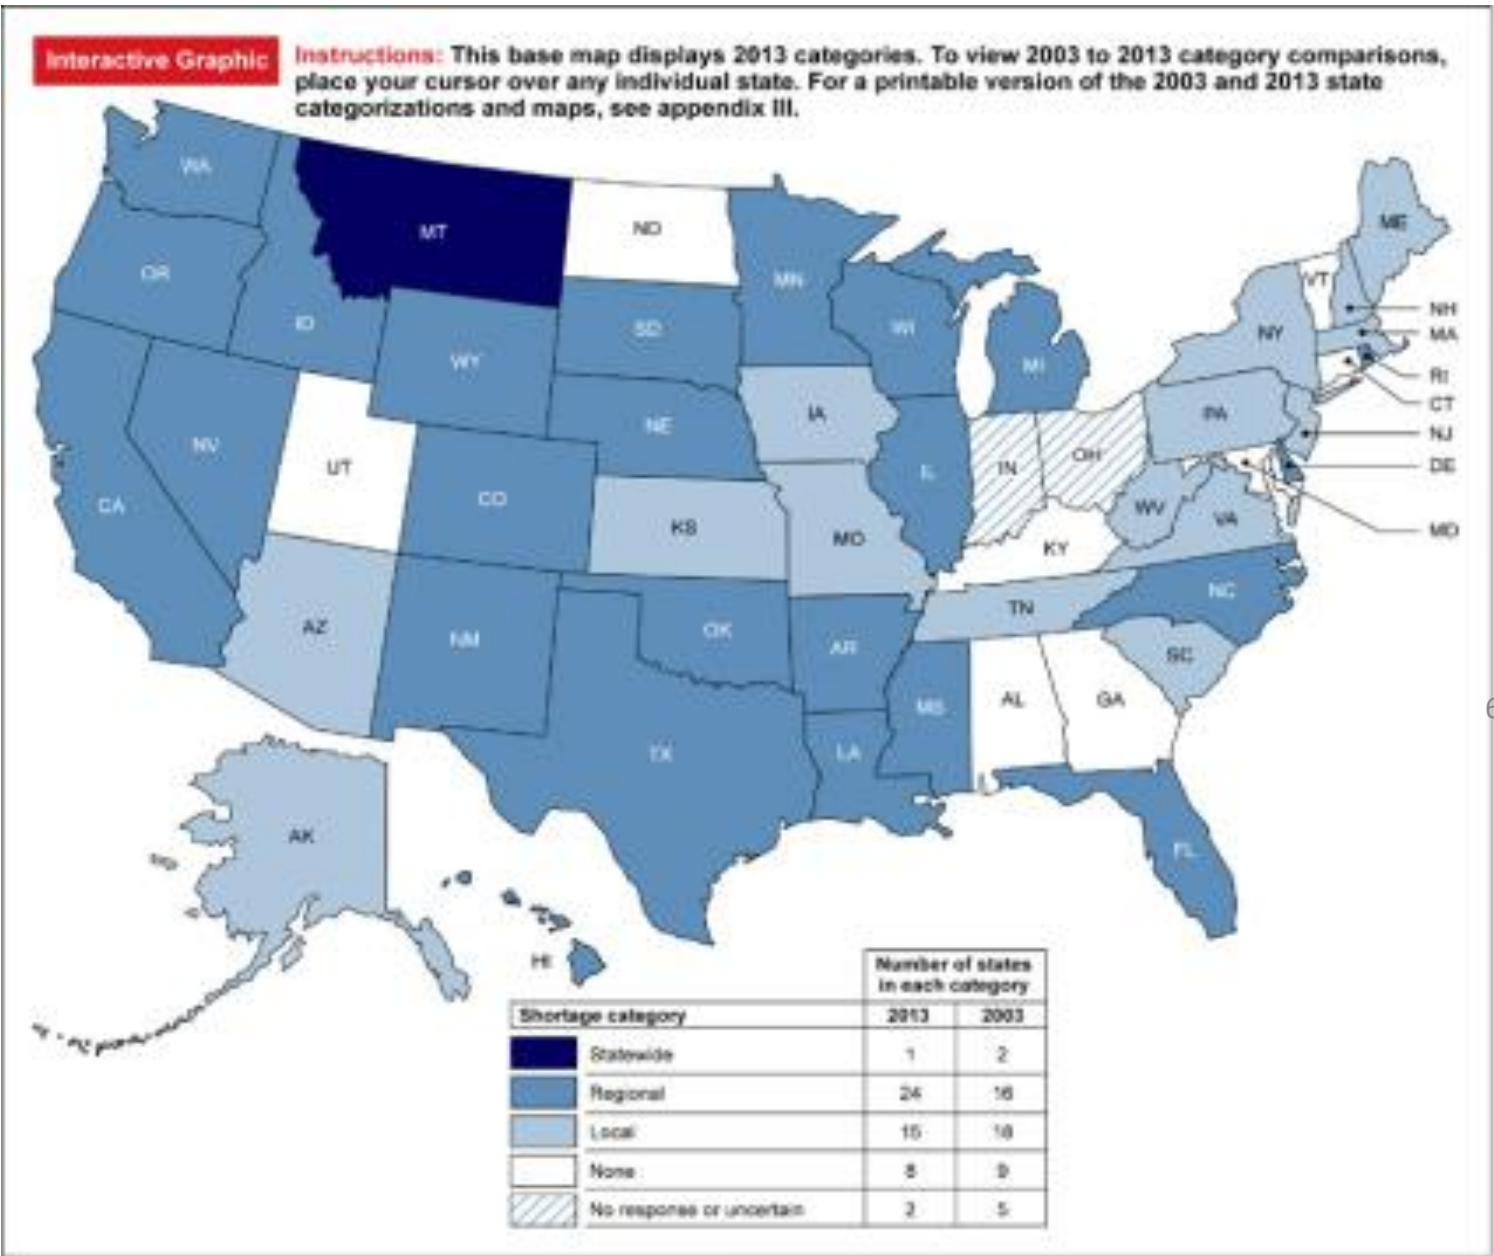 Interactive Graphic
Instructions: This base map displays 2013 categories. To view 2003 to 2013 category comparisons,
place your cursor over any individual state. For a printable version of the 2003 and 2013 state
categorizations and maps, see appendix III.
WA
MT
ND
ME
OR
MN
VT
ID
SD
WI
NY
NH
MA
WY
MI
RI
CT
IA
PA
NV
NE
NJ
UT
IL
IN
OH
DE
CA
CO
WV
VA
MD
KS
MO
KY
NC
AZ
NM
OK
TN
AR
SC
MS
AL
GA
TX
LA
AK
FL
HI
6
Number of states
in each category
Shortage category 2013 2003
Statewide 1 2
Regional 24 16
Local 15 18
None 8 9
No response or uncertain 2 5